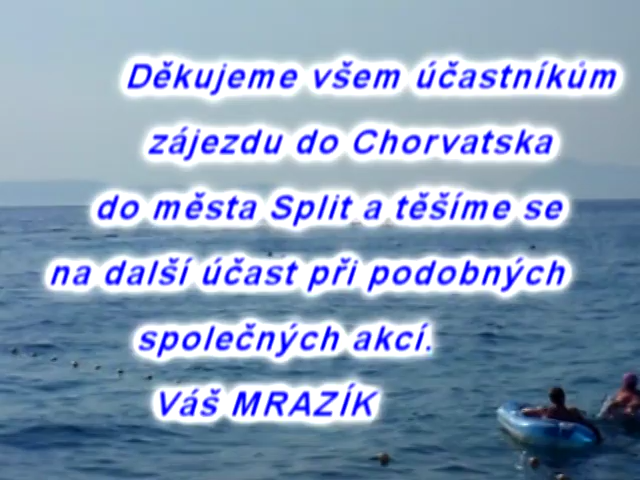 Děkujeme všem účastníkům
zájezdu do Chorvatska
do města Split a těšíme se
na další účast při podobných
společných akcí.
Váš MRAZÍK